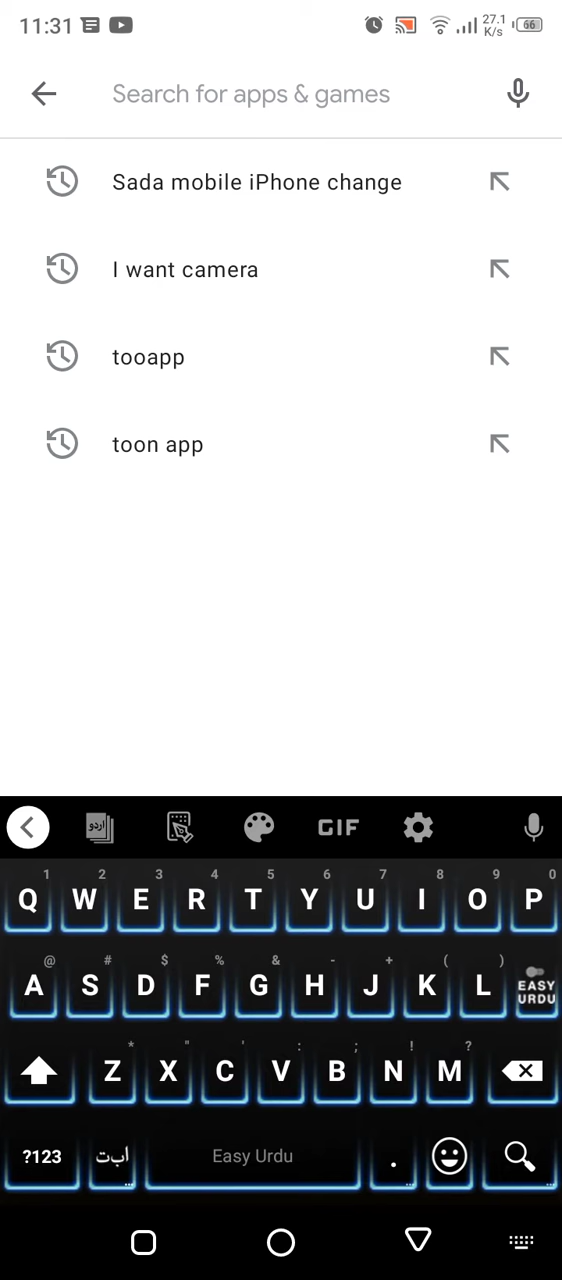 11:31 27.1 K/s 66
Search for apps & games
Sada mobile iPhone change
I want camera
tooapp
toon app
اردو GIF
1 2 3 4 5 6 7 8 9 0
Q W E R T Y U I O P
@ # $ % & - + ( )
A S D F G H J K L EASY URDU
* " ' : ; ! ?
Z X C V B N M
?123 ابت Easy Urdu .